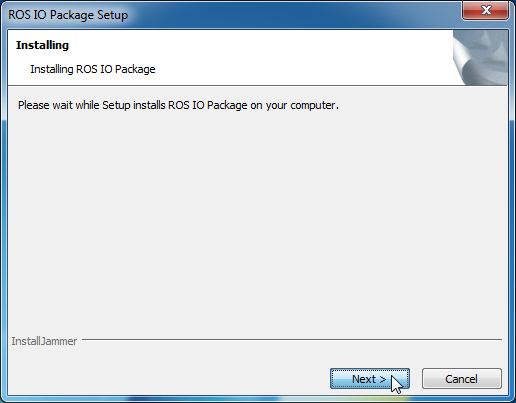 ROS IO Package Setup
Installing
Installing ROS IO Package
Please wait while Setup installs ROS IO Package on your computer.
InstallJammer
Next >
Cancel